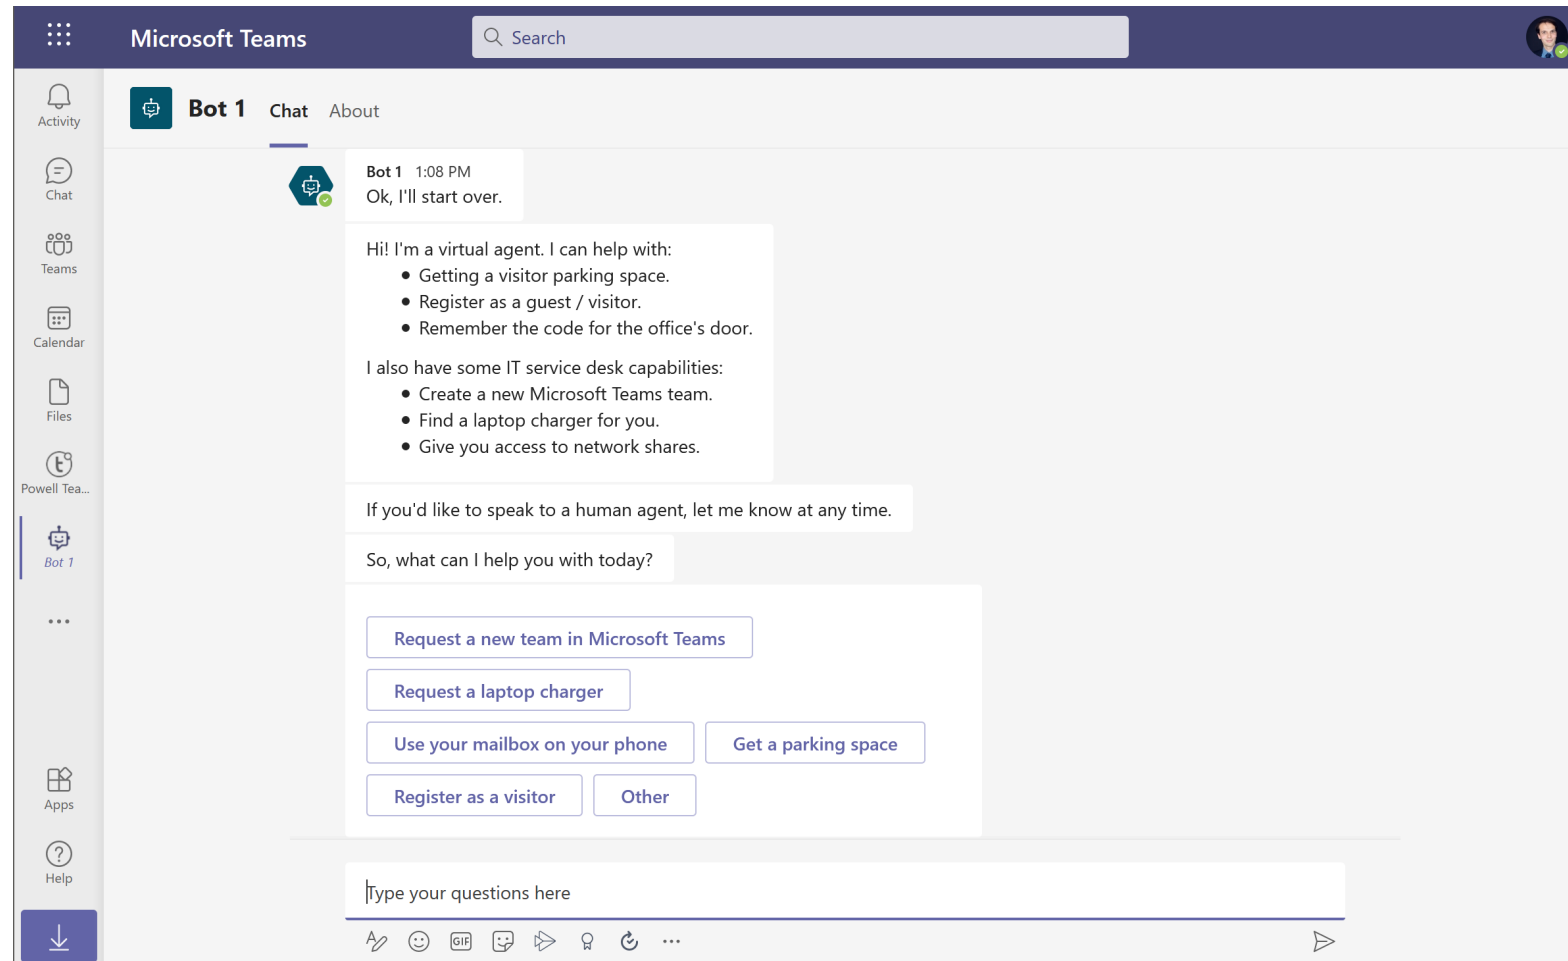 Microsoft Teams
Search
Activity
Chat
Teams
Calendar
Files
Powell Tea...
Bot 1
Apps
Help
Bot 1 Chat About
Bot 1 1:08 PM
Ok, I'll start over.
Hi! I'm a virtual agent. I can help with:
• Getting a visitor parking space.
• Register as a guest / visitor.
• Remember the code for the office's door.
I also have some IT service desk capabilities:
• Create a new Microsoft Teams team.
• Find a laptop charger for you.
• Give you access to network shares.
If you'd like to speak to a human agent, let me know at any time.
So, what can I help you with today?
Request a new team in Microsoft Teams
Request a laptop charger
Use your mailbox on your phone Get a parking space
Register as a visitor Other
Type your questions here
GIF